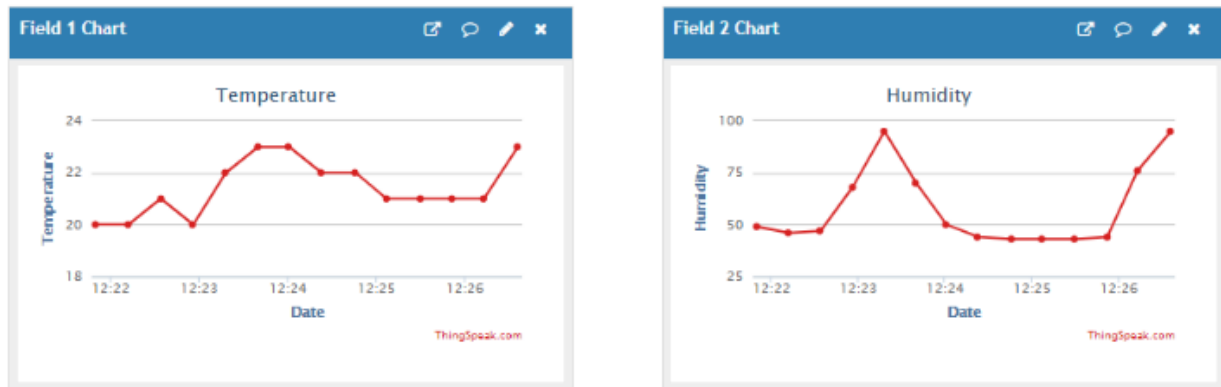 Field 1 Chart
Temperature
24
22
20
18
Temperature
12:22 12:23 12:24 12:25 12:26
Date
ThingSpeak.com
Field 2 Chart
Humidity
100
75
50
25
Humidity
12:22 12:23 12:24 12:25 12:26
Date
ThingSpeak.com